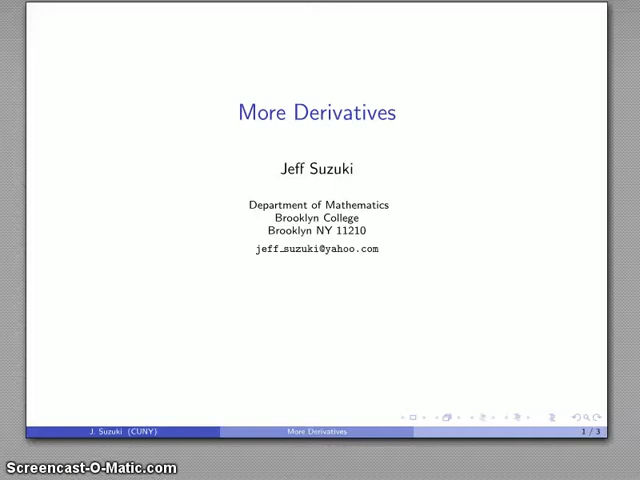 More Derivatives
Jeff Suzuki
Department of Mathematics
Brooklyn College
Brooklyn NY 11210
jeff_suzuki@yahoo.com
J. Suzuki (CUNY)
More Derivatives
1 / 3
Screencast-O-Matic.com